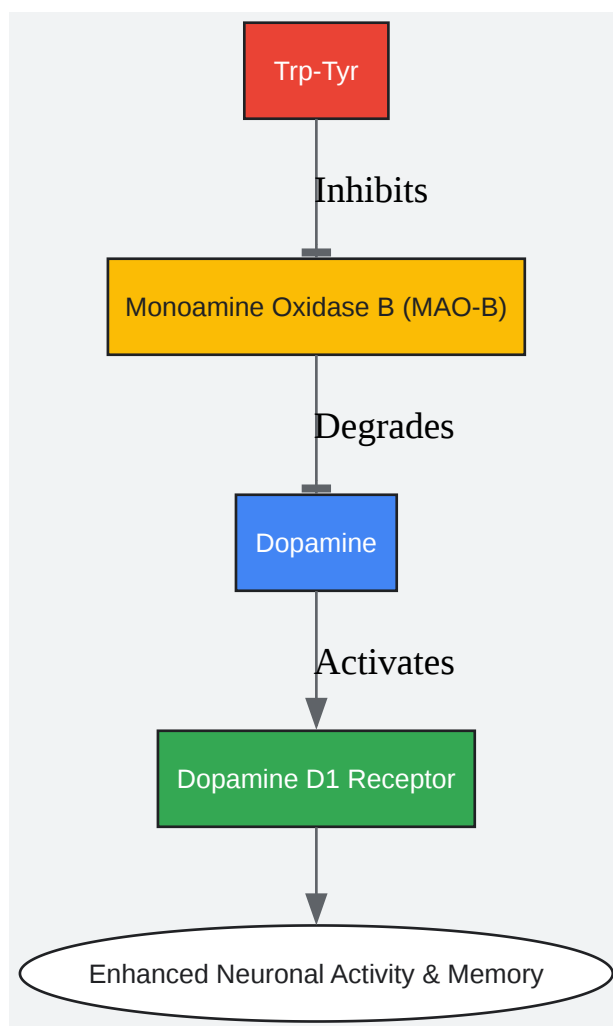 Trp-Tyr
Inhibits
Monoamine Oxidase B (MAO-B)
Degrades
Dopamine
Activates
Dopamine D1 Receptor
Enhanced Neuronal Activity & Memory